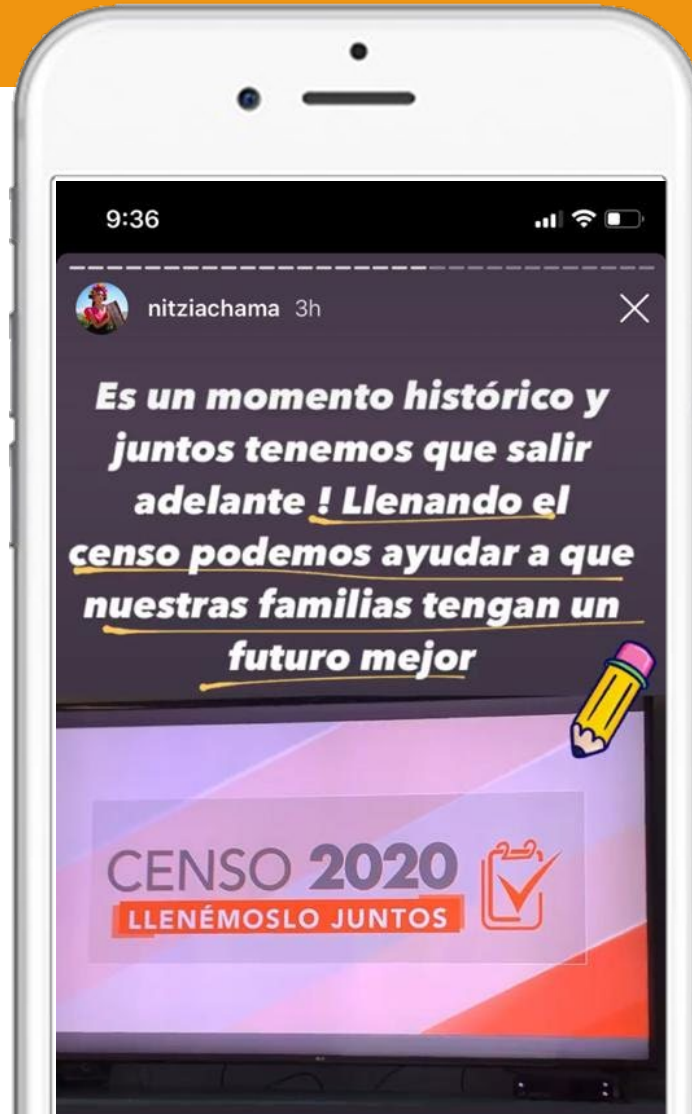 9:36
nitziachama 3h
Es un momento histórico y
juntos tenemos que salir
adelante ! Llenando el
censo podemos ayudar a que
nuestras familias tengan un
futuro mejor
CENSO 2020
LLENÉMOSLO JUNTOS